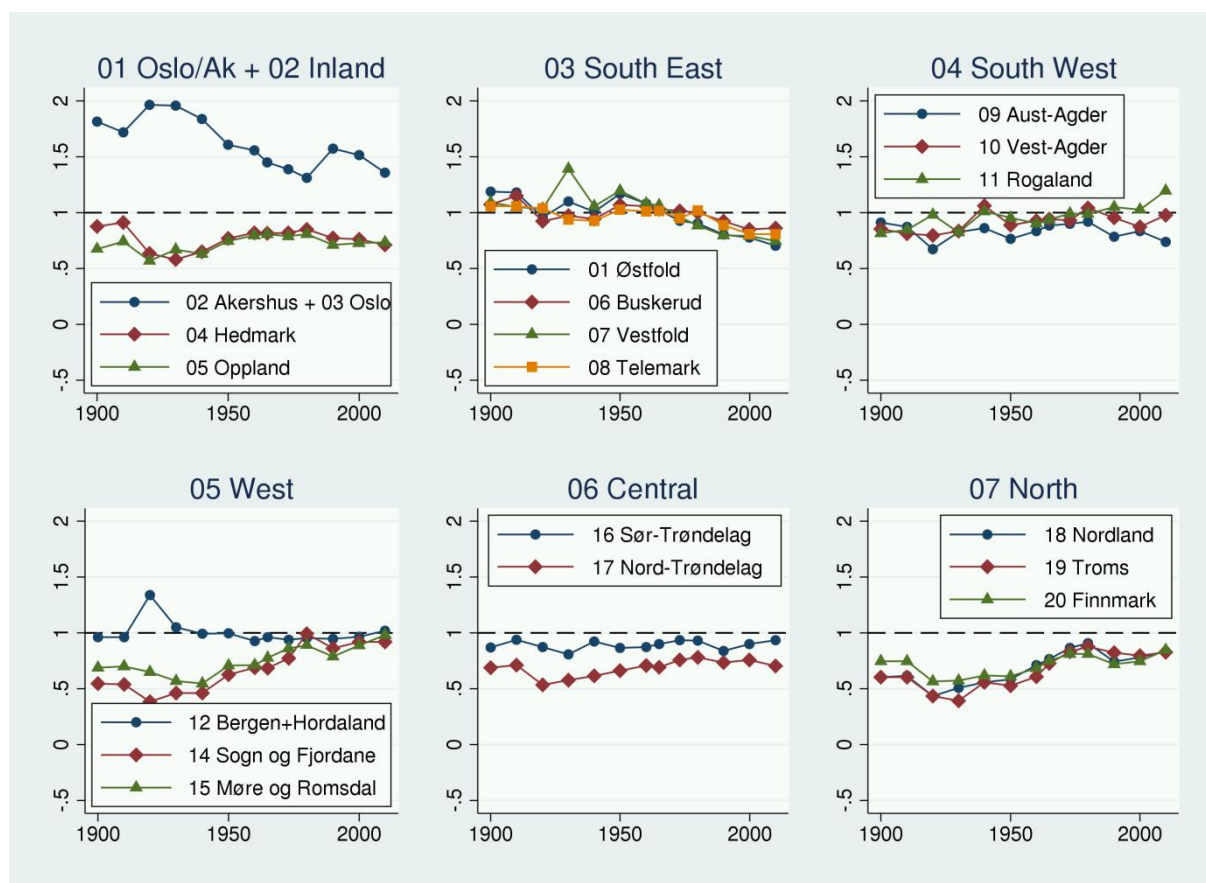 01 Oslo/Ak + 02 Inland
2
1.5
1
.5
0
-.5
02 Akershus + 03 Oslo
04 Hedmark
05 Oppland
1900 1950 2000
03 South East
2
1.5
1
.5
0
-.5
01 Østfold
06 Buskerud
07 Vestfold
08 Telemark
1900 1950 2000
04 South West
2
1.5
1
.5
0
-.5
09 Aust-Agder
10 Vest-Agder
11 Rogaland
1900 1950 2000
05 West
2
1.5
1
.5
0
-.5
12 Bergen+Hordaland
14 Sogn og Fjordane
15 Møre og Romsdal
1900 1950 2000
06 Central
2
1.5
1
.5
0
-.5
16 Sør-Trøndelag
17 Nord-Trøndelag
1900 1950 2000
07 North
2
1.5
1
.5
0
-.5
18 Nordland
19 Troms
20 Finnmark
1900 1950 2000